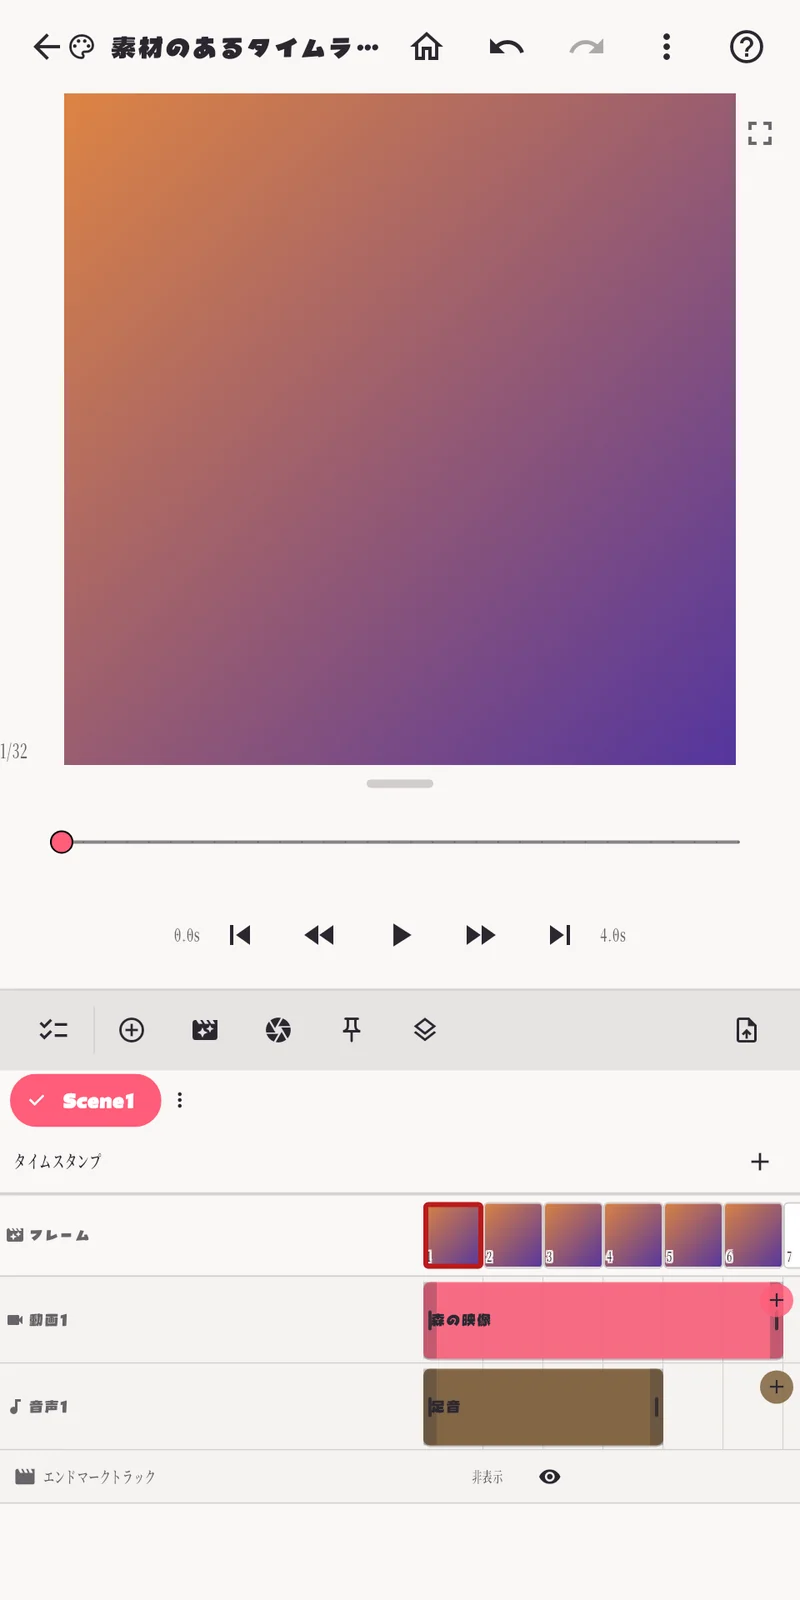 素材のあるタイムラ…
1/32
0.0s
4.0s
Scene1
タイムスタンプ
フレーム
1
2
3
4
5
6
7
動画1
森の映像
音声1
足音
エンドマークトラック
非表示